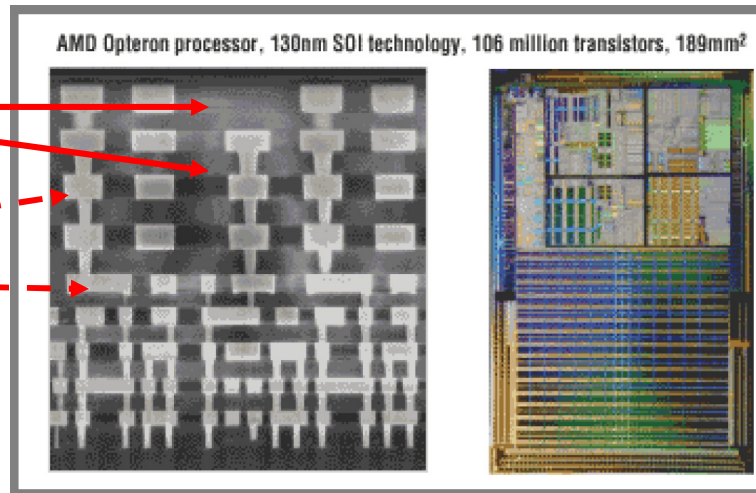 AMD Opteron processor, 130nm SOI technology, 106 million transistors, 189mm²